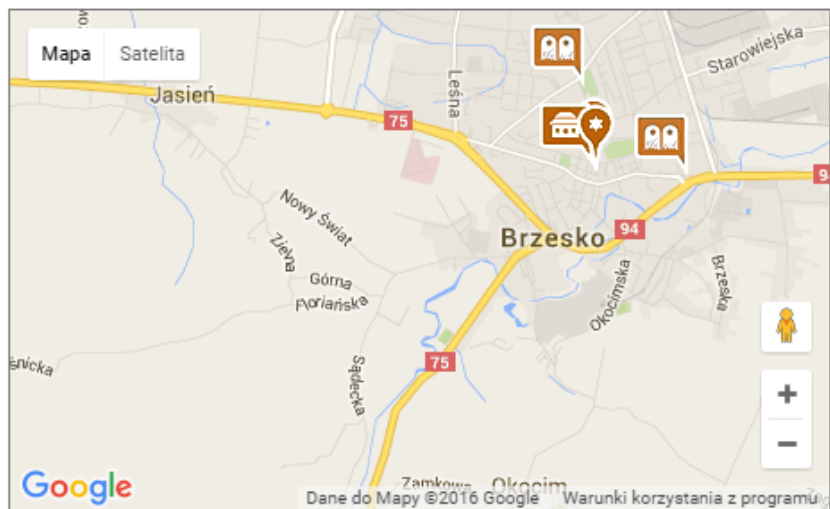 Mapa
Satelita
Starowiejska
Leśna
Jasień
75
94
Nowy Świat
94
Brzesko
Zielna
Brzeska
Górna
Okocimska
Floriańska
śnicka
75
Sądecka
Google
Zamkowa
Okocim
Dane do Mapy ©2016 Google
Warunki korzystania z programu